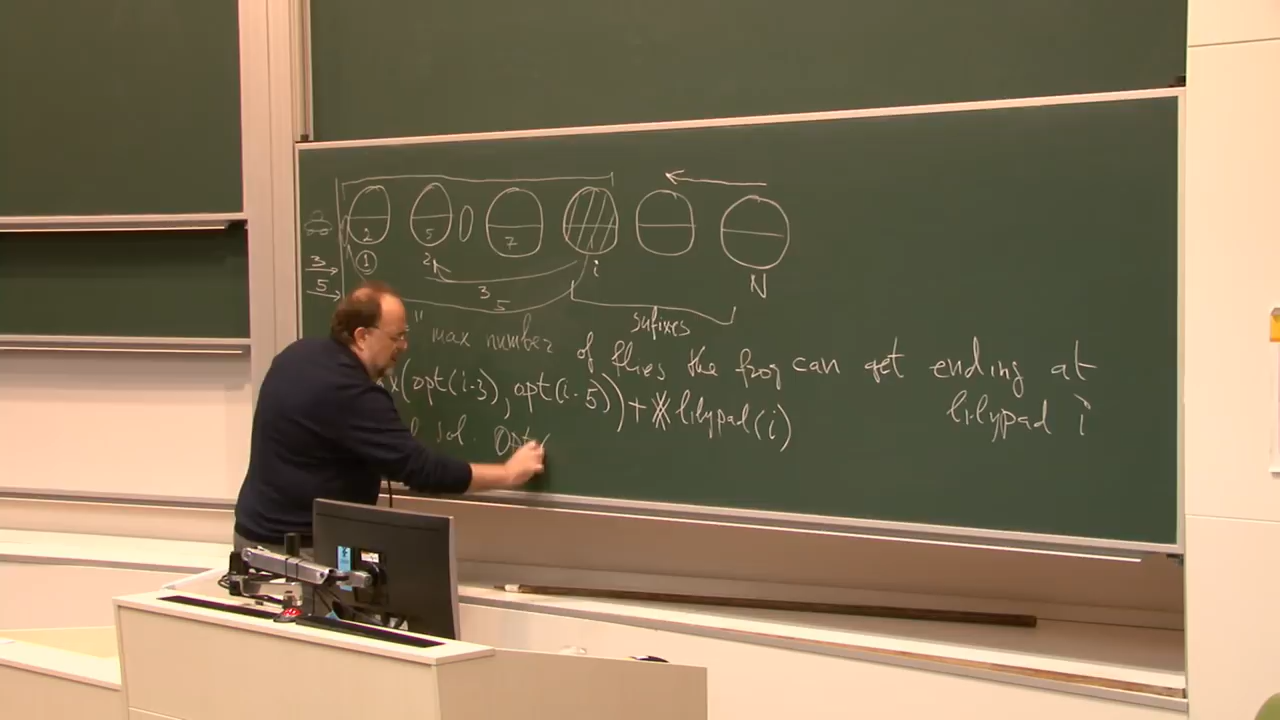 2 5 7
3 1 2 i
5 3 N
5
sufixes
" max number of flies the frog can get ending at
lilypad i
(opt(i-3), opt(i-5)) + lilypad(i)
sol. Opt(